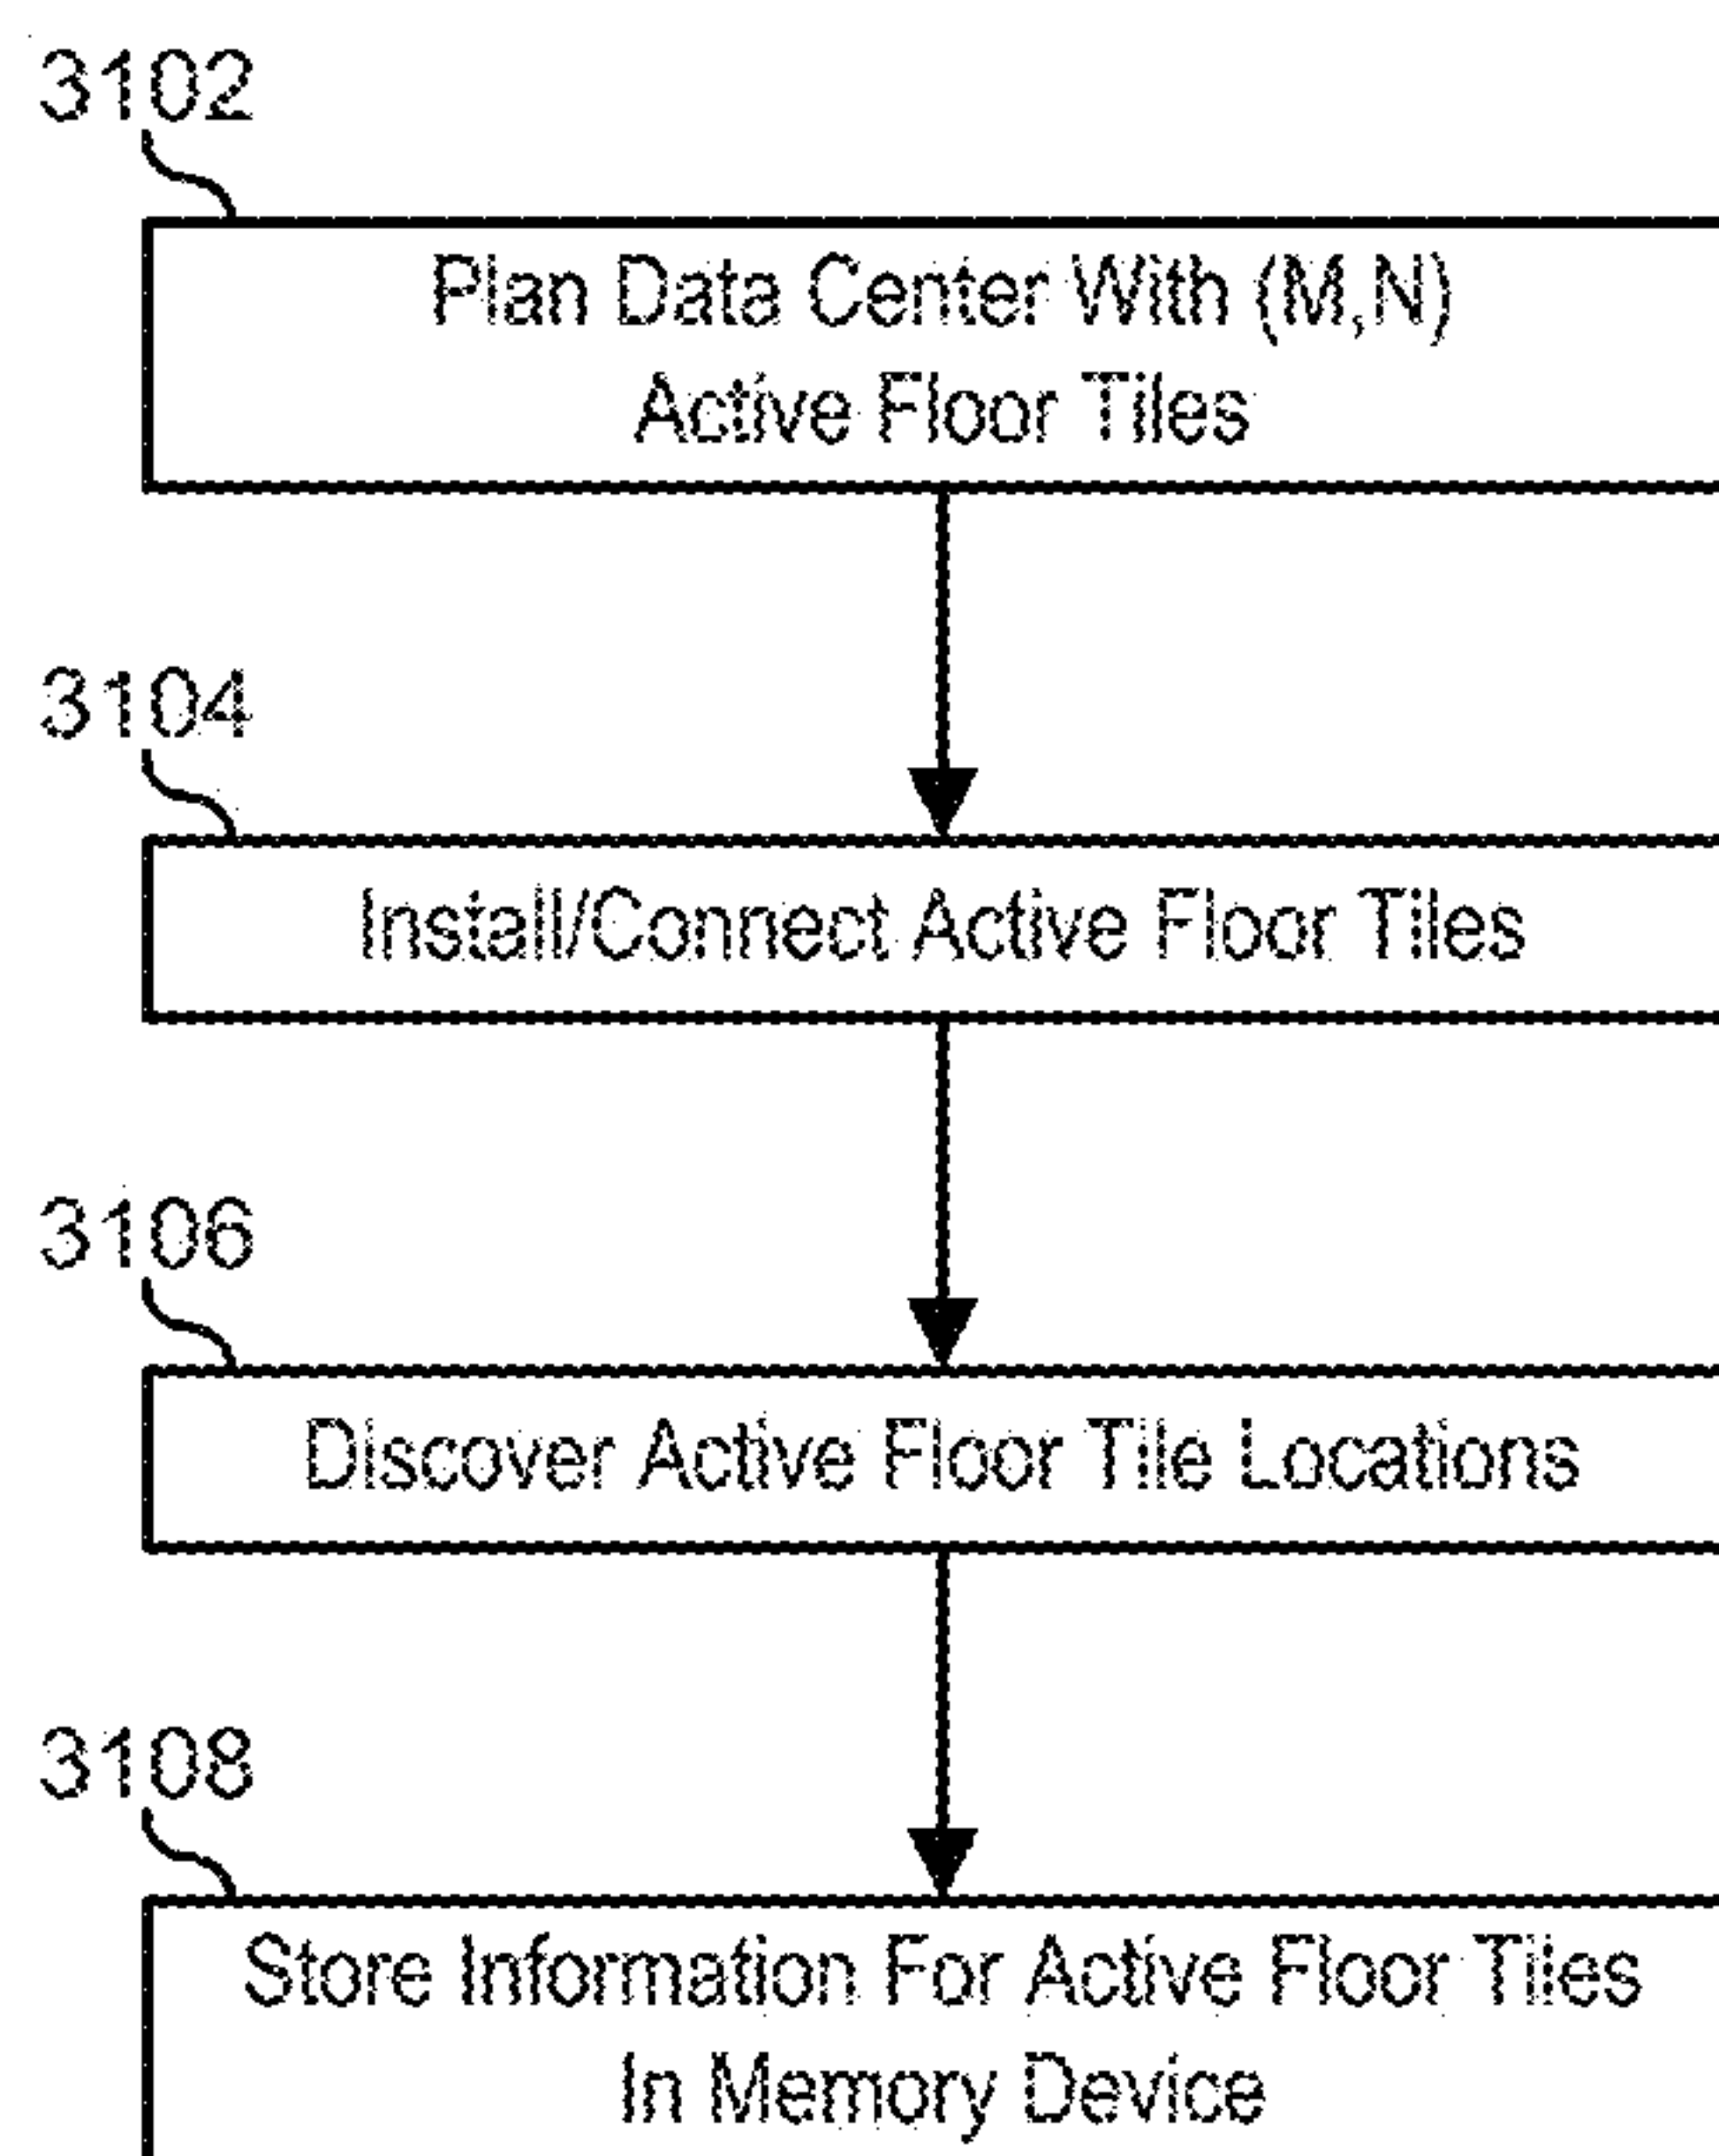 3102
Plan Data Center With (M,N)
Active Floor Tiles
3104
Install/Connect Active Floor Tiles
3106
Discover Active Floor Tile Locations
3108
Store Information For Active Floor Tiles
In Memory Device